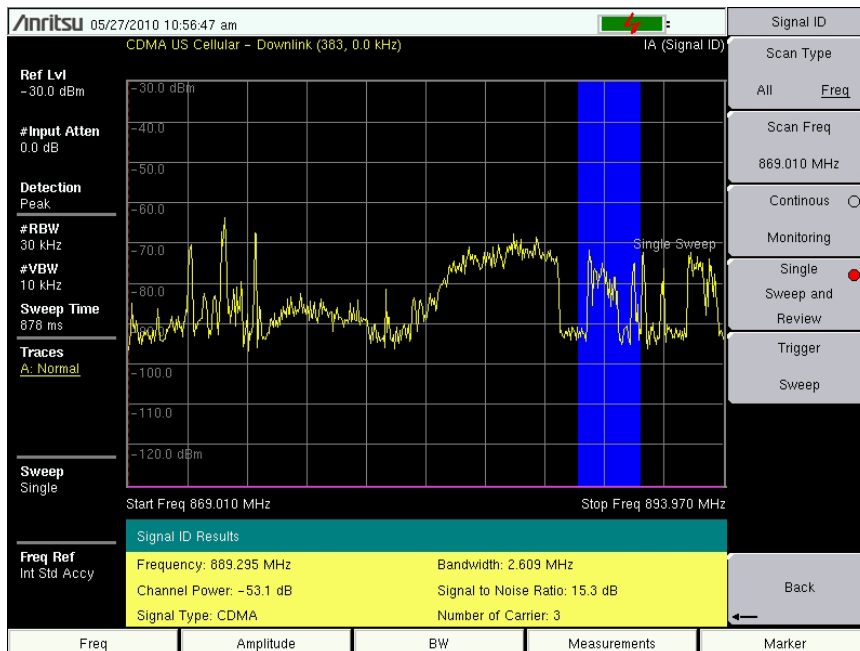 Anritsu 05/27/2010 10:56:47 am
CDMA US Cellular – Downlink (383, 0.0 kHz)
IA (Signal ID)
Ref Lvl
-30.0 dBm
#Input Atten
0.0 dB
Detection
Peak
#RBW
30 kHz
#VBW
10 kHz
Sweep Time
878 ms
Traces
A: Normal
Sweep
Single
Freq Ref
Int Std Accy
-30.0 dBm
-40.0
-50.0
-60.0
-70.0
-80.0
-90.0
-100.0
-110.0
-120.0 dBm
Single Sweep
Start Freq 869.010 MHz
Stop Freq 893.970 MHz
Signal ID Results
Frequency: 889.295 MHz
Bandwidth: 2.609 MHz
Channel Power: -53.1 dB
Signal to Noise Ratio: 15.3 dB
Signal Type: CDMA
Number of Carrier: 3
Signal ID
Scan Type
All Freq
Scan Freq
869.010 MHz
Continous
Monitoring
Single
Sweep and
Review
Trigger
Sweep
Back
Freq
Amplitude
BW
Measurements
Marker